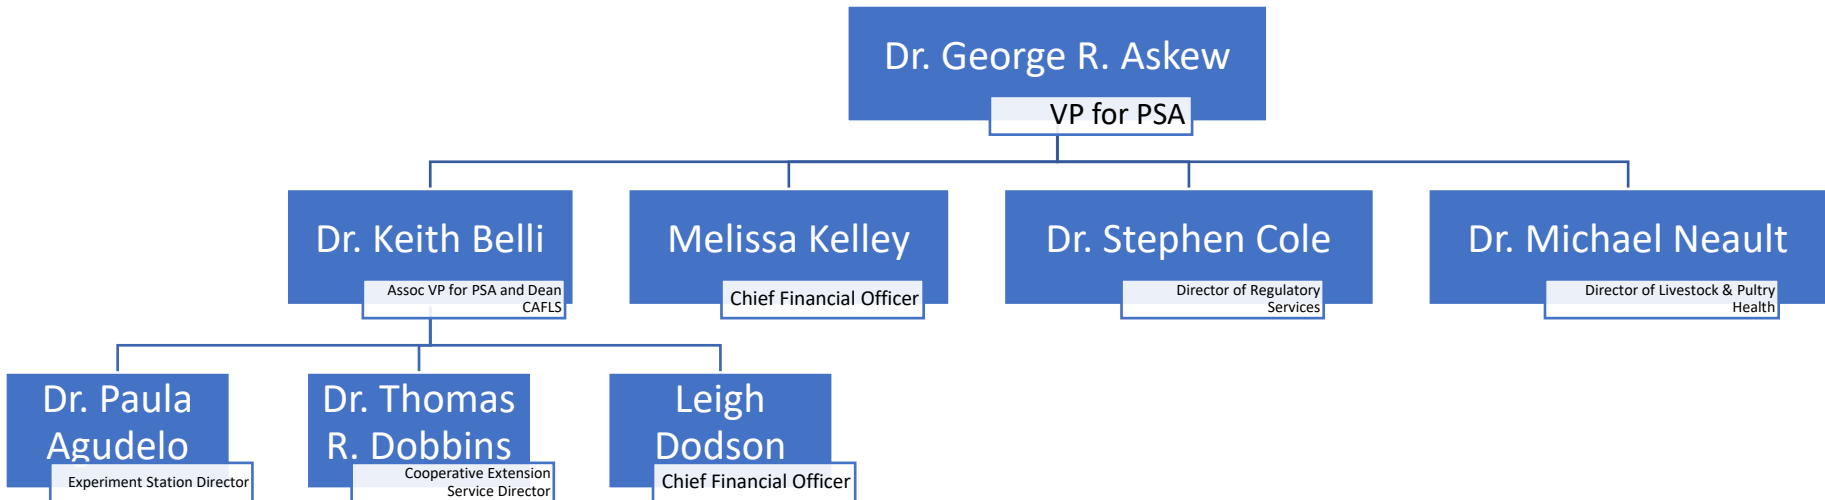 Dr. George R. Askew
VP for PSA
Dr. Keith Belli
Assoc VP for PSA and Dean
CAFLS
Melissa Kelley
Chief Financial Officer
Dr. Stephen Cole
Director of Regulatory
Services
Dr. Michael Neault
Director of Livestock & Pultry
Health
Dr. Paula
Agudelo
Experiment Station Director
Dr. Thomas
R. Dobbins
Cooperative Extension
Service Director
Leigh
Dodson
Chief Financial Officer